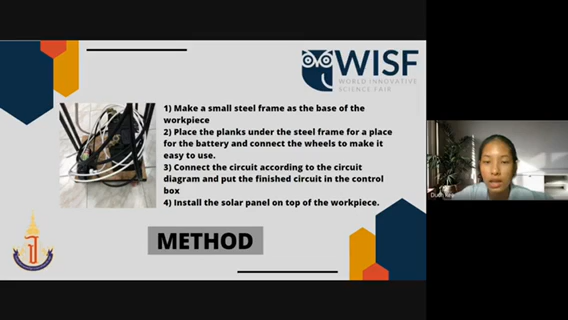 WISF
WORLD INNOVATIVE
SCIENCE FAIR
1) Make a small steel frame as the base of the
workpiece
2) Place the planks under the steel frame for a place
for the battery and connect the wheels to make it
easy to use.
3) Connect the circuit according to the circuit
diagram and put the finished circuit in the control
box
4) Install the solar panel on top of the workpiece.
METHOD